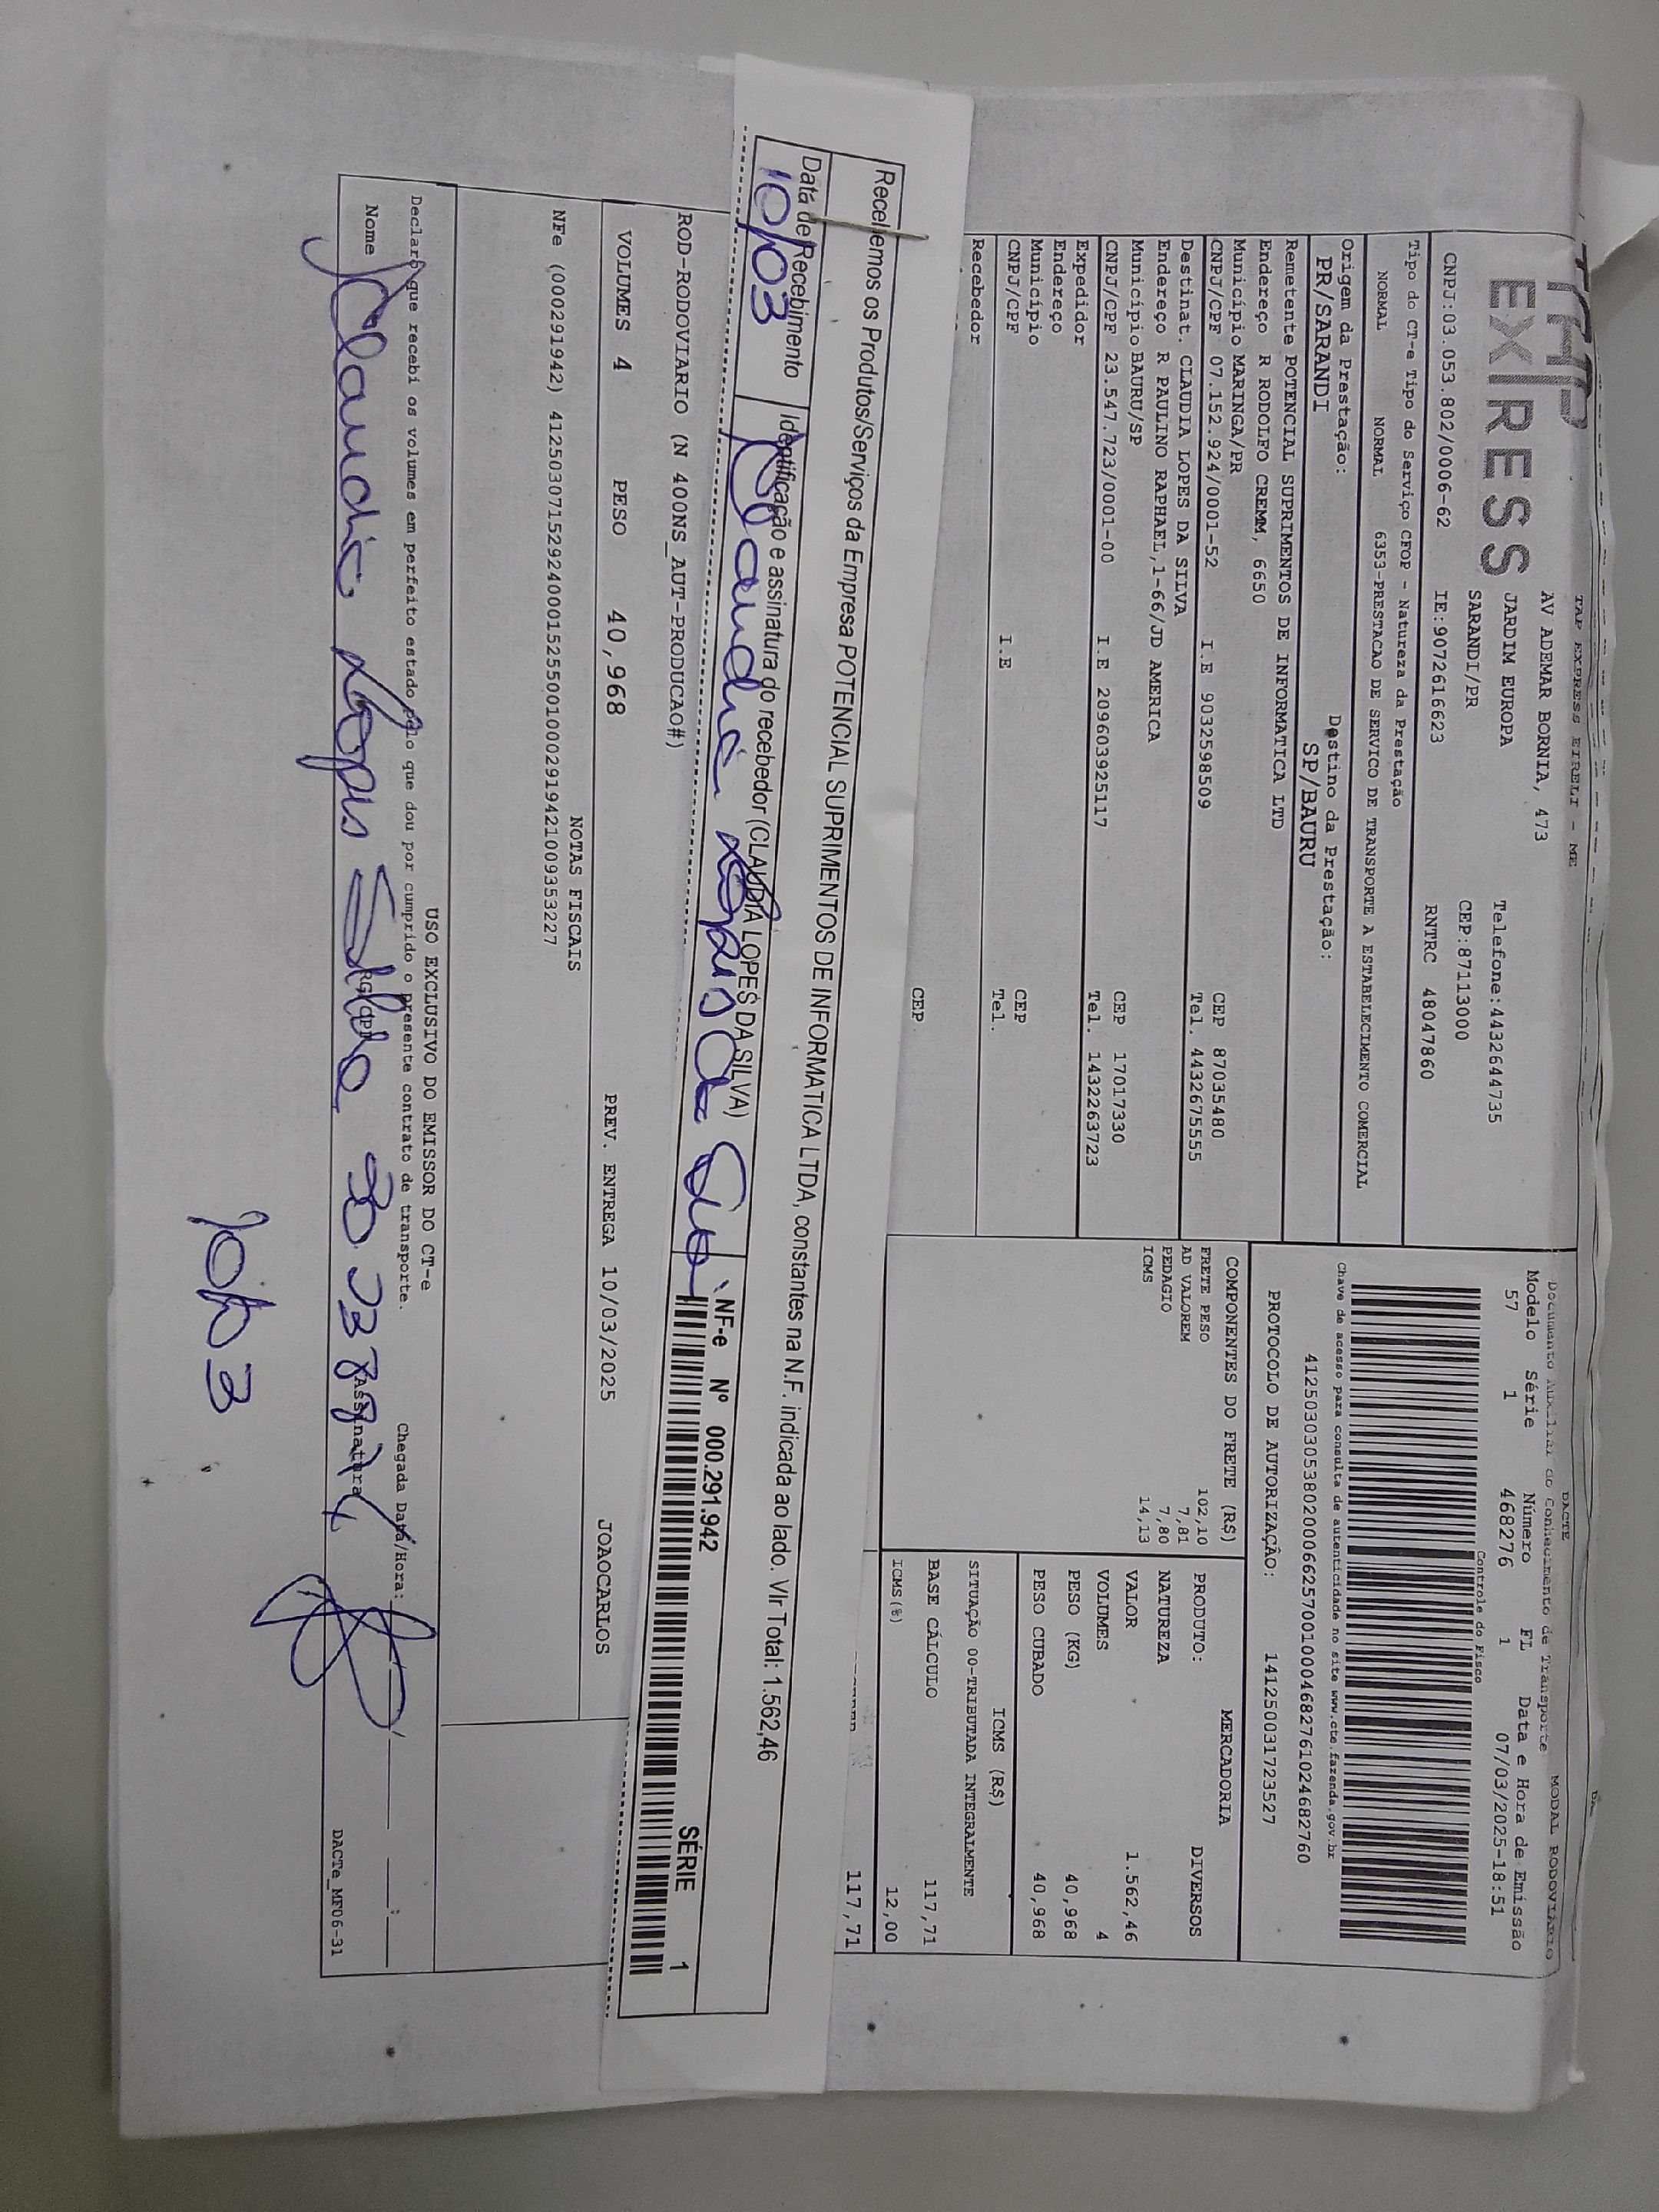 TAP EXPRESS EIRELI - ME
EXPRESS
AV ADEMAR BORNIA, 473
JARDIM EUROPA
Telefone:4432644735
SARANDI/PR
CEP:87113000
CNPJ:03.053.802/0006-62
IE:9072616623
RNTRC 48047860
DACTE
Documento Auxiliar do Conhecimento de Transporte
MODAL RODOVIÁRIO
Modelo Série Número FL Data e Hora de Emissão
57 1 468276 1 07/03/2025-18:51
Controle do Fisco
Chave de acesso para consulta de autenticidade no site www.cte.fazenda.gov.br
41250303053802000662570010004682761024682760
PROTOCOLO DE AUTORIZAÇÃO: 141250031723527
Tipo do CT-e Tipo do Serviço CFOP - Natureza da Prestação
NORMAL NORMAL 6353-PRESTACAO DE SERVICO DE TRANSPORTE A ESTABELECIMENTO COMERCIAL
Origem da Prestação: Destino da Prestação:
PR/SARANDI SP/BAURU
Remetente POTENCIAL SUPRIMENTOS DE INFORMATICA LTD
Endereço R RODOLFO CREMM, 6650
Município MARINGA/PR CEP 87035480
CNPJ/CPF 07.152.924/0001-52 I.E 9032598509 Tel. 4432675555
Destinat. CLAUDIA LOPES DA SILVA
Endereço R PAULINO RAPHAEL,1-66/JD AMERICA
Município BAURU/SP CEP 17017330
CNPJ/CPF 23.547.723/0001-00 I.E 209603925117 Tel. 1432263723
Expedidor
Endereço
Município CEP
CNPJ/CPF I.E Tel.
Recebedor
CEP
COMPONENTES DO FRETE (R$)
FRETE PESO 102,10
AD VALOREM 7,81
PEDAGIO 7,80
ICMS 14,13
MERCADORIA
PRODUTO: DIVERSOS
NATUREZA
VALOR 1.562,46
VOLUMES 4
PESO (KG) 40,968
PESO CUBADO 40,968
ICMS (R$)
SITUAÇÃO 00-TRIBUTADA INTEGRALMENTE
BASE CÁLCULO 117,71
ICMS(%) 12,00
117,71
Recebemos os Produtos/Serviços da Empresa POTENCIAL SUPRIMENTOS DE INFORMATICA LTDA, constantes na N.F. indicada ao lado. Vlr Total: 1.562,46
Data de Recebimento Identificação e assinatura do recebedor (CLAUDIA LOPES DA SILVA)
10/03 Claudia Lopes da Silva
NF-e Nº 000.291.942
SÉRIE 1
ROD-RODOVIARIO (N 400NS_AUT-PRODUCAO#)
VOLUMES 4 PESO 40,968 PREV. ENTREGA 10/03/2025 JOAOCARLOS
NOTAS FISCAIS
NFe (000291942) 41250307152924000152550010002919421009353227
USO EXCLUSIVO DO EMISSOR DO CT-e
Declaro que recebi os volumes em perfeito estado pelo que dou por cumprido o presente contrato de transporte. Chegada Data/Hora:
Nome RG/CPF Assinatura
Claudia Lopes Silva
DACTe_MF06-31